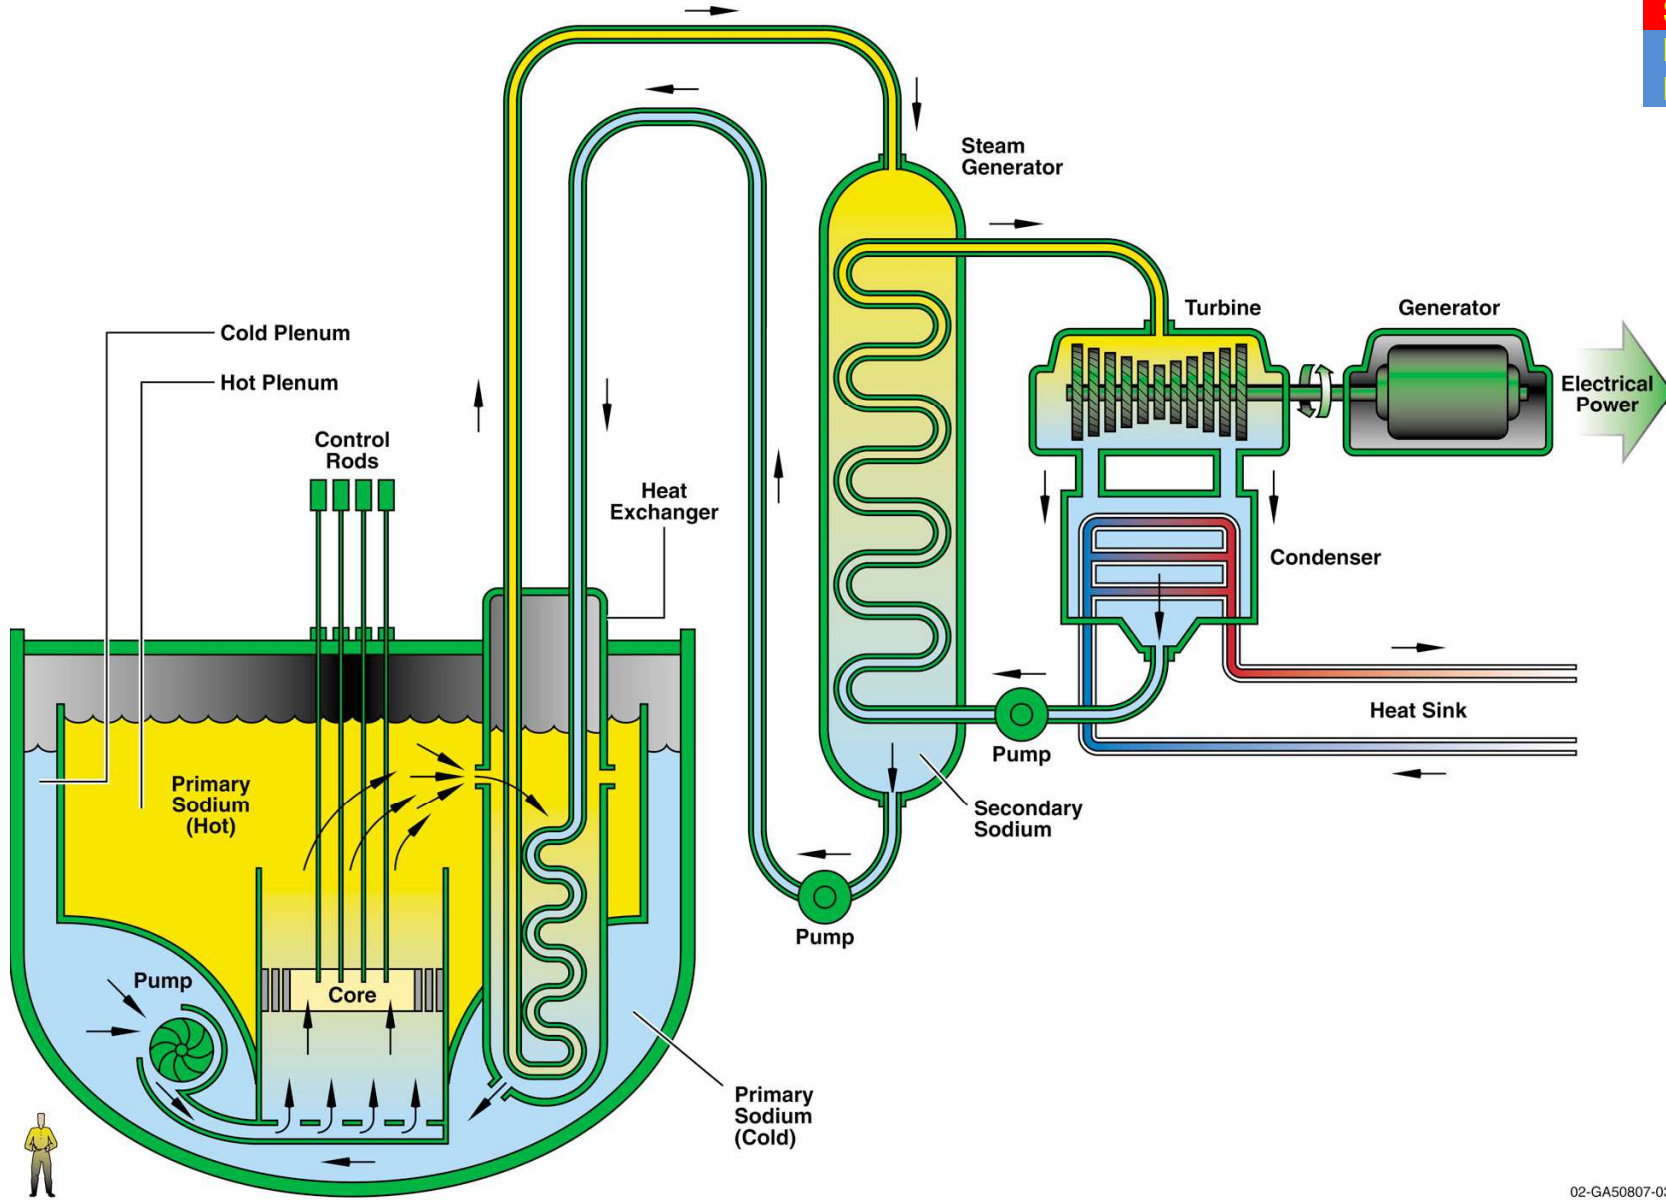 Steam
Generator
Cold Plenum
Hot Plenum
Control
Rods
Heat
Exchanger
Turbine
Generator
Electrical
Power
Condenser
Heat Sink
Pump
Secondary
Sodium
Pump
Primary
Sodium
(Hot)
Pump
Core
Primary
Sodium
(Cold)